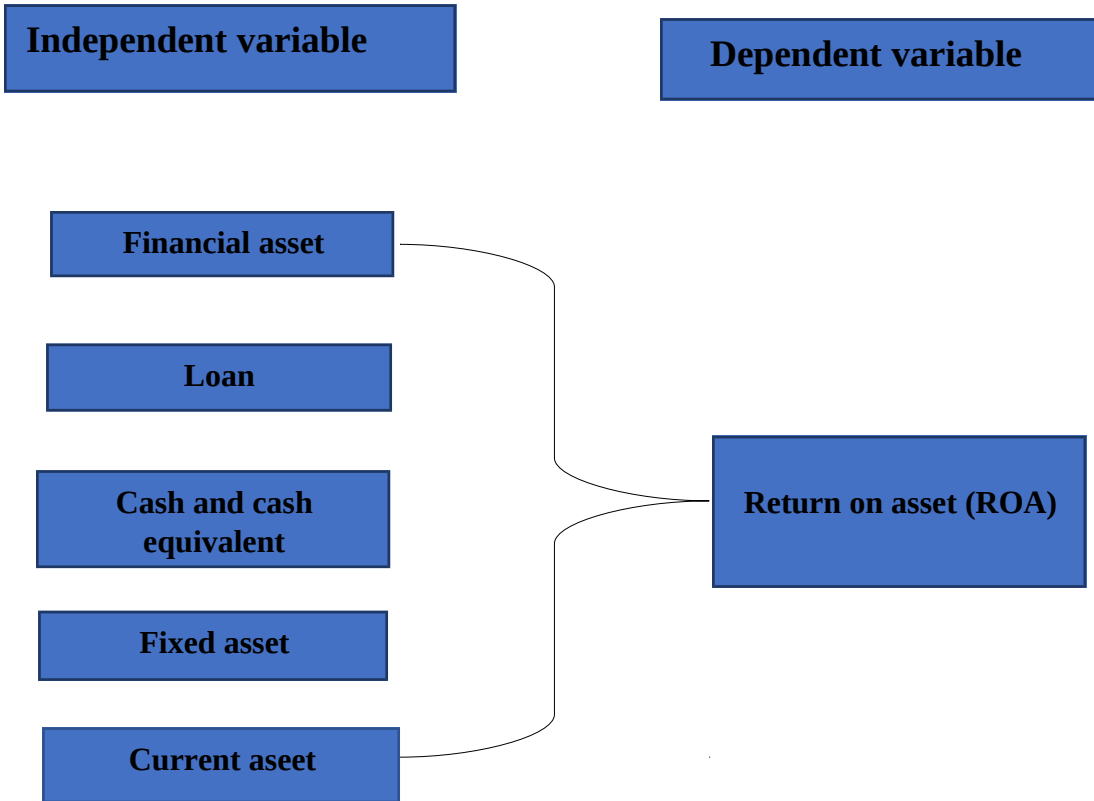 Independent variable
Dependent variable
Financial asset
Loan
Cash and cash
equivalent
Return on asset (ROA)
Fixed asset
Current aseet